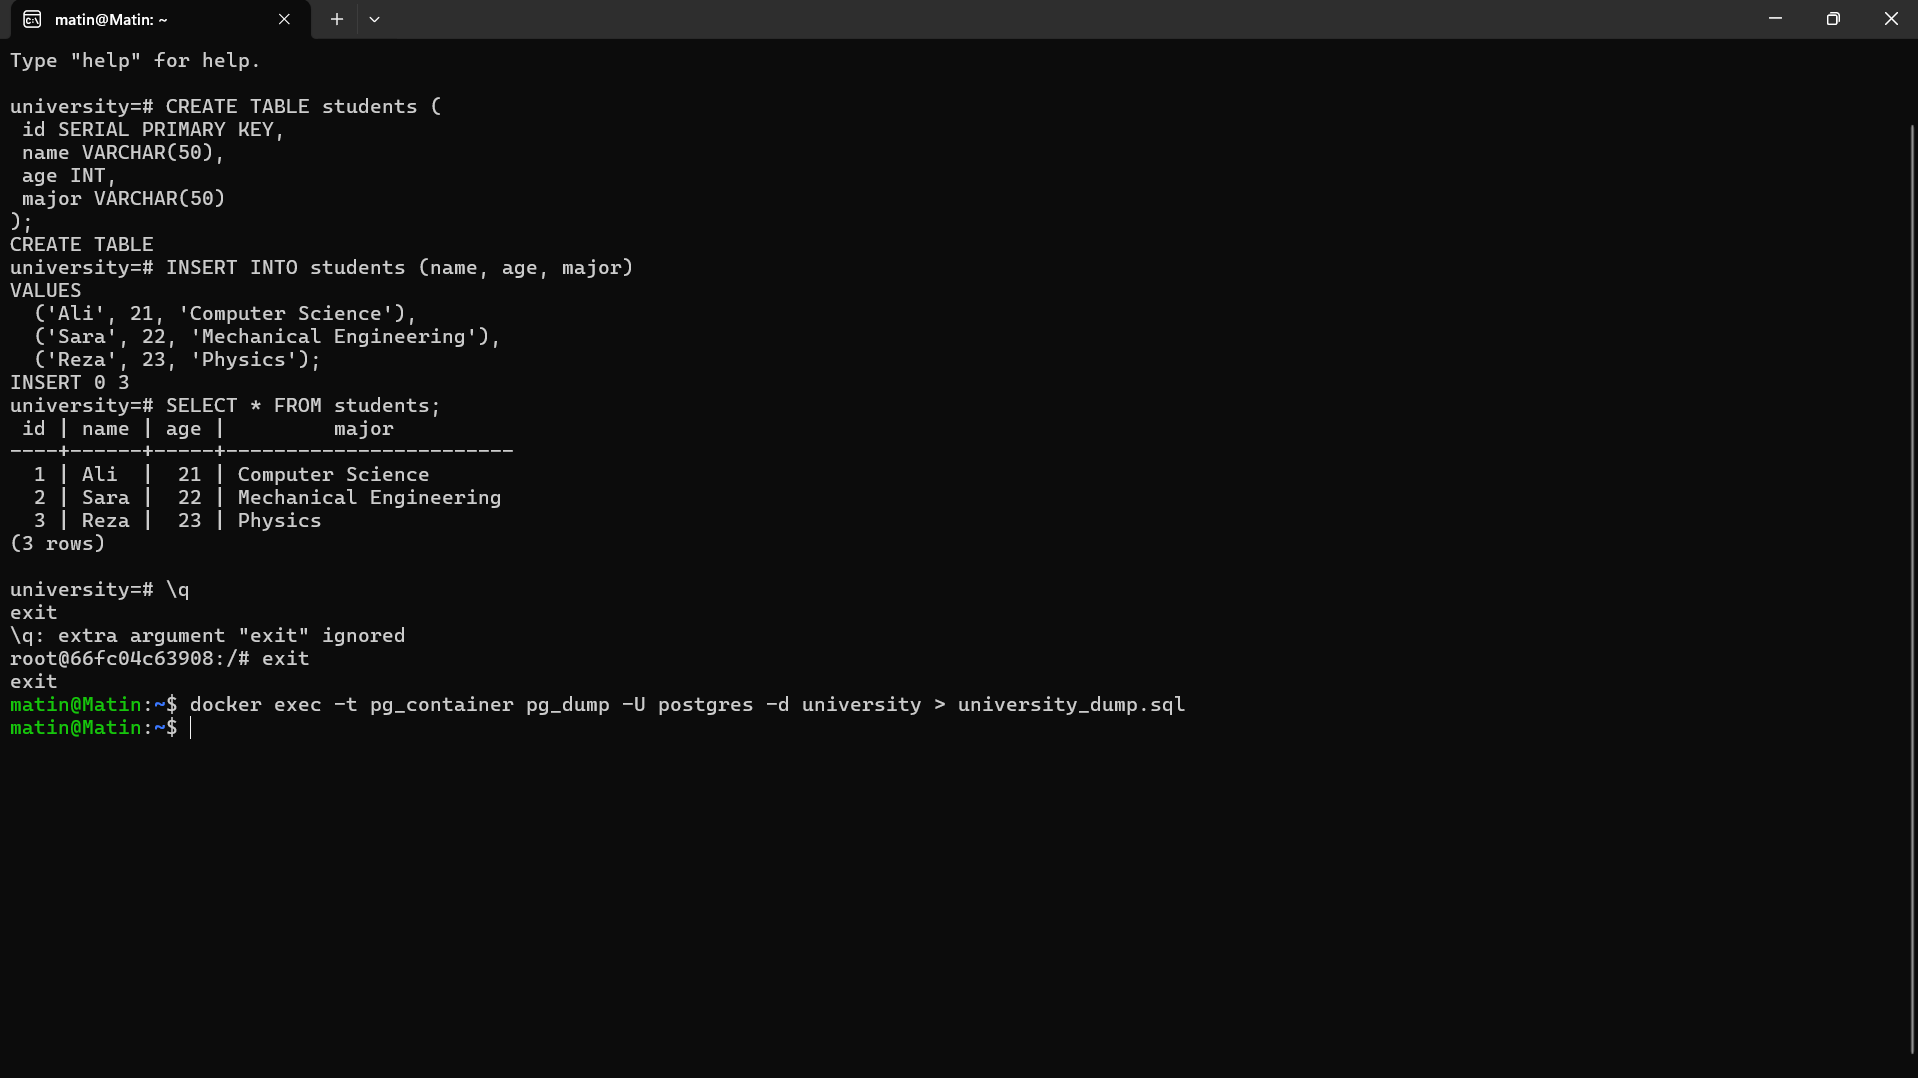 matin@Matin: ~
Type "help" for help.
university=# CREATE TABLE students (
 id SERIAL PRIMARY KEY,
 name VARCHAR(50),
 age INT,
 major VARCHAR(50)
);
CREATE TABLE
university=# INSERT INTO students (name, age, major)
VALUES
  ('Ali', 21, 'Computer Science'),
  ('Sara', 22, 'Mechanical Engineering'),
  ('Reza', 23, 'Physics');
INSERT 0 3
university=# SELECT * FROM students;
 id | name | age |         major
----+------+-----+------------------------
  1 | Ali  |  21 | Computer Science
  2 | Sara |  22 | Mechanical Engineering
  3 | Reza |  23 | Physics
(3 rows)
university=# \q
exit
\q: extra argument "exit" ignored
root@66fc04c63908:/# exit
exit
matin@Matin:~$ docker exec -t pg_container pg_dump -U postgres -d university > university_dump.sql
matin@Matin:~$